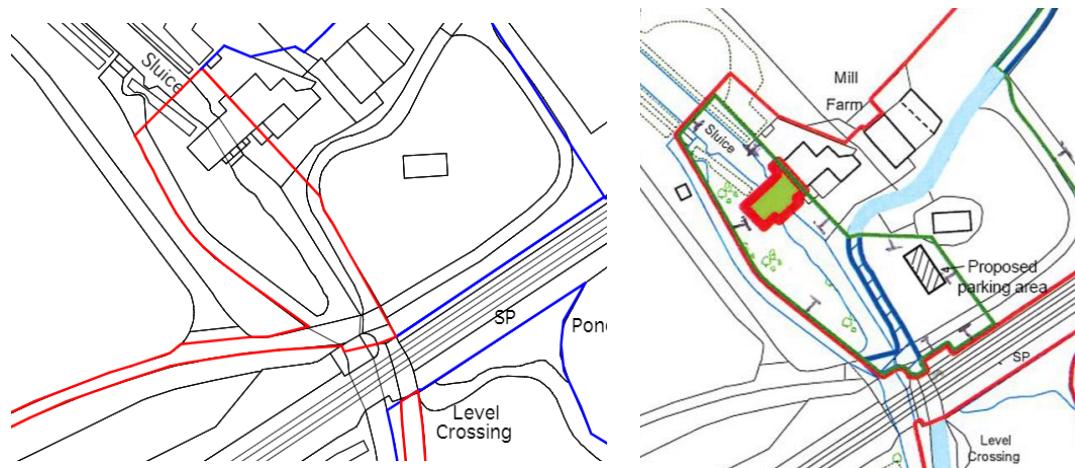 Sluice
SP
Pond
Level
Crossing
Mill
Farm
Sluice
Proposed
parking area
SP
Level
Crossing